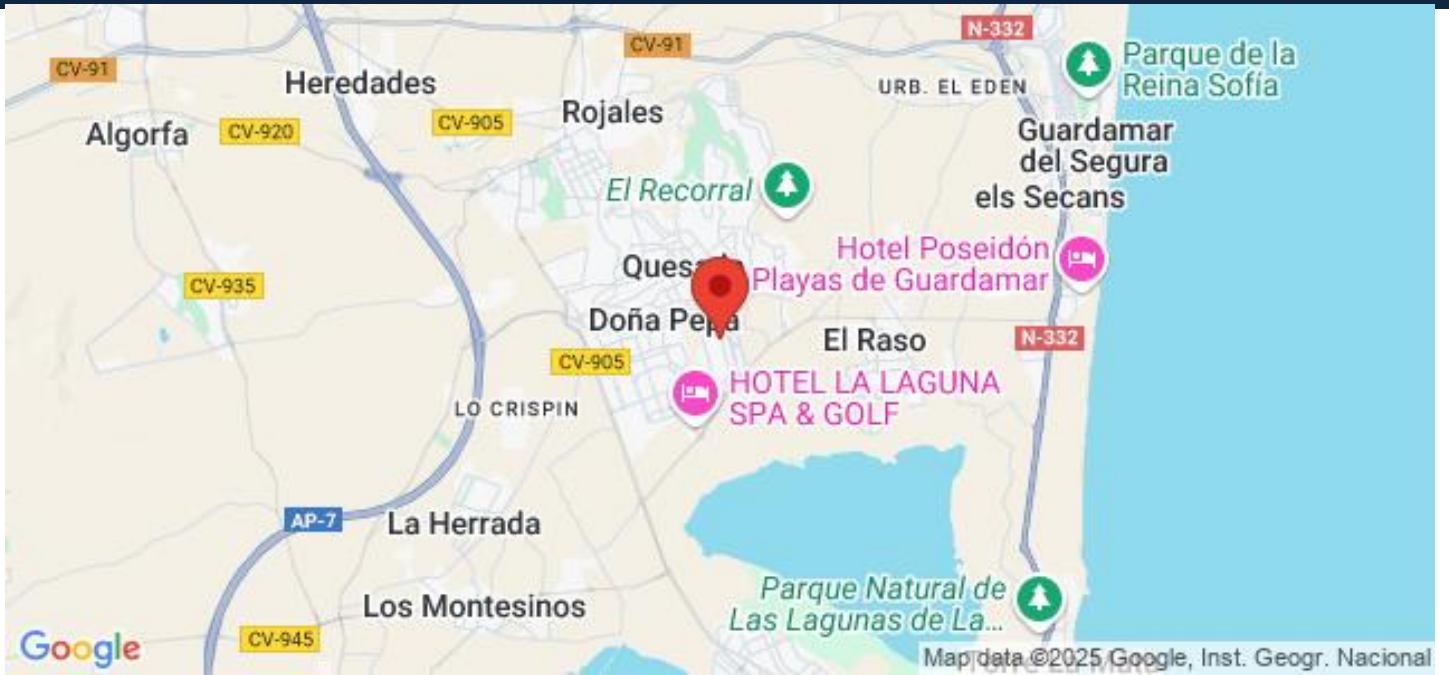 N-332
CV-91
CV-91
Parque de la
Reina Sofía
Heredades
URB. EL EDEN
Rojales
CV-905
Algorfa
CV-920
Guardamar
del Segura
els Secans
El Recorral
Hotel Poseidón
Playas de Guardamar
CV-935
Doña Pepa
El Raso
N-332
CV-905
HOTEL LA LAGUNA
SPA & GOLF
LO CRISPIN
AP-7
La Herrada
Parque Natural de
Las Lagunas de La...
Los Montesinos
CV-945
Google
Map data ©2025 Google, Inst. Geogr. Nacional